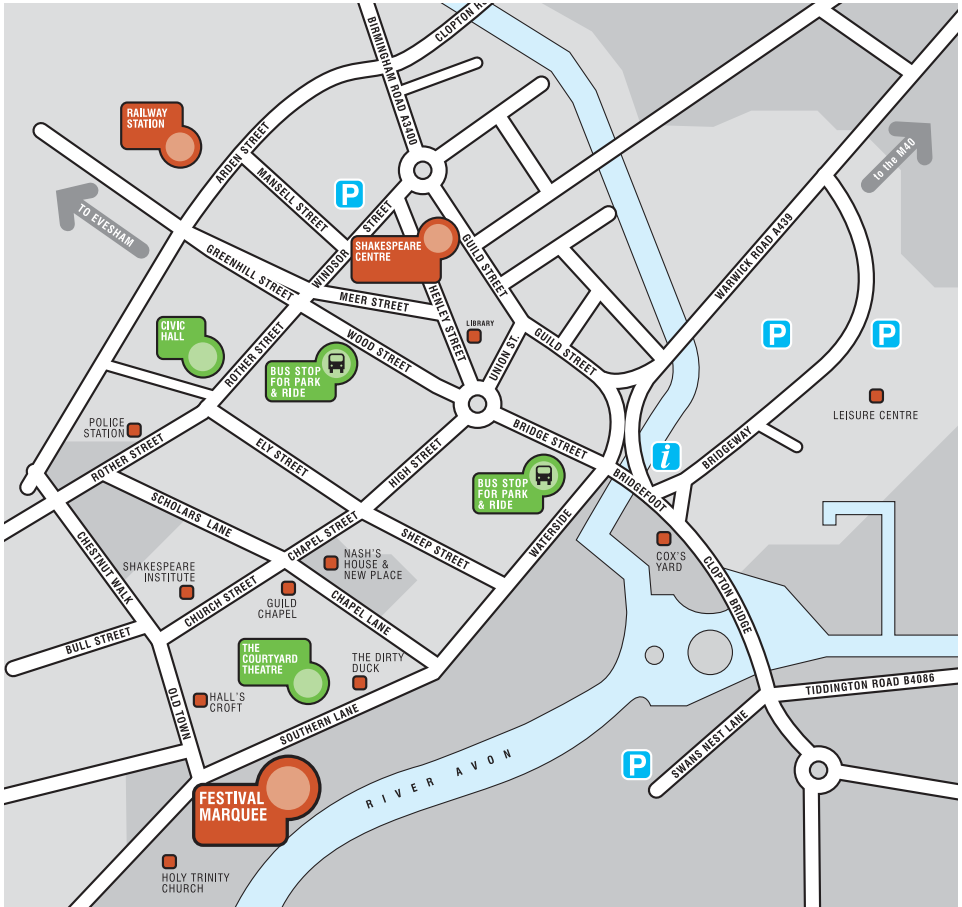 BIRMINGHAM ROAD A3400
CLOPTON RO
RAILWAY
STATION
ARDEN STREET
to the M40
MANSELL STREET
P
TO EVESHAM
WINDSOR STREET
SHAKESPEARE
CENTRE
GUILD STREET
WARWICK ROAD A439
GREENHILL STREET
MEER STREET
HENLEY STREET
LIBRARY
CIVIC
HALL
ROTHER STREET
WOOD STREET
UNION ST.
GUILD STREET
P
P
BUS STOP
FOR PARK
& RIDE
LEISURE CENTRE
POLICE
STATION
ROTHER STREET
ELY STREET
HIGH STREET
BRIDGE STREET
i
BRIDGEWAY
BUS STOP
FOR PARK
& RIDE
BRIDGEFOOT
SCHOLARS LANE
CHAPEL STREET
SHEEP STREET
WATERSIDE
COX'S
YARD
CHESTNUT WALK
SHAKESPEARE
INSTITUTE
NASH'S
HOUSE &
NEW PLACE
CLOPTON BRIDGE
CHURCH STREET
GUILD
CHAPEL
CHAPEL LANE
BULL STREET
THE
COURTYARD
THEATRE
THE DIRTY
DUCK
TIDDINGTON ROAD B4086
OLD TOWN
HALL'S
CROFT
SOUTHERN LANE
SWANS NEST LANE
P
RIVER AVON
FESTIVAL
MARQUEE
HOLY TRINITY
CHURCH